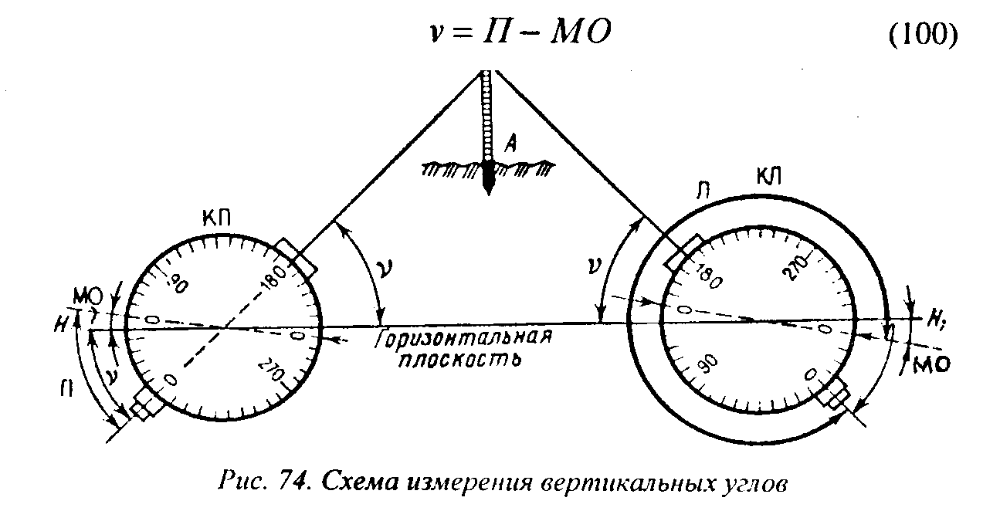 ν = П − МО (100)
А
КП
180
90
0
0
270
0
МО
Н
ν
П
ν
Горизонтальная
плоскость
ν
Л
КЛ
180
270
0
0
90
0
Н₁
МО
Рис. 74. Схема измерения вертикальных углов